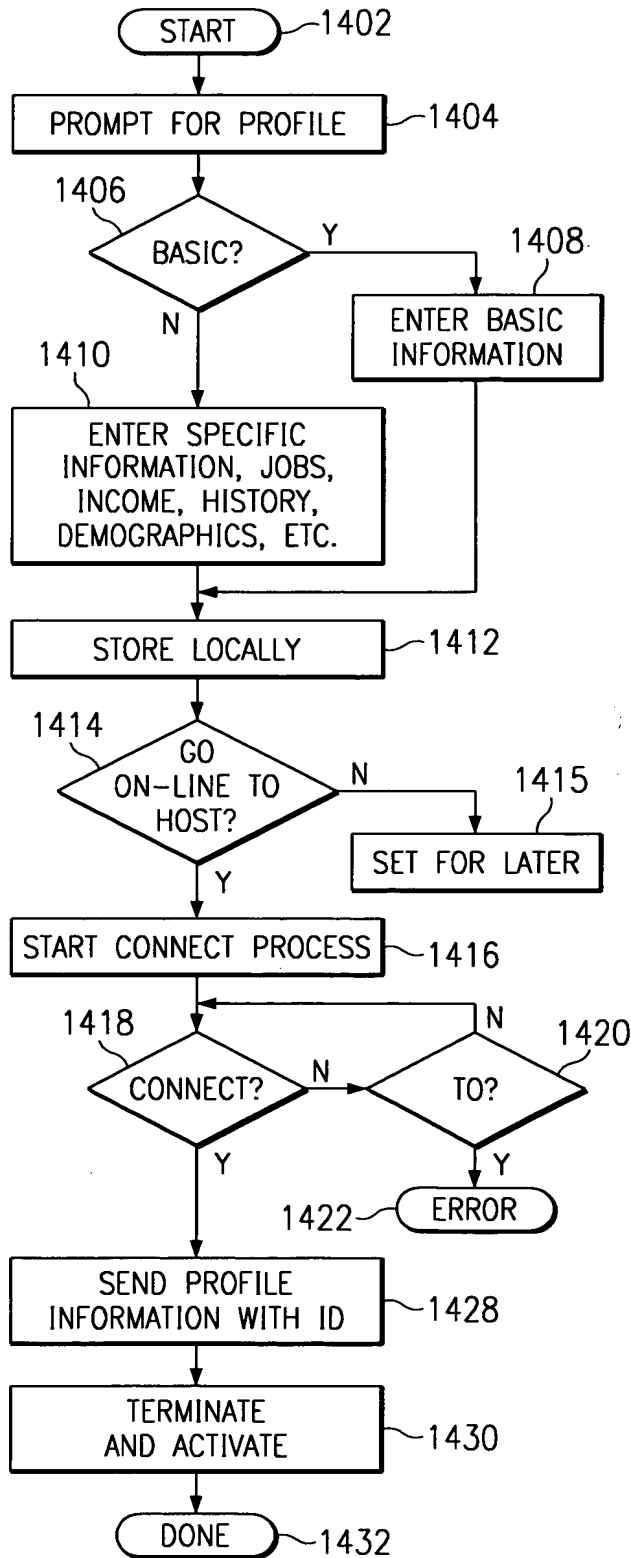 START
1402
PROMPT FOR PROFILE
1404
1406
BASIC?
Y
N
1408
ENTER BASIC
INFORMATION
1410
ENTER SPECIFIC
INFORMATION, JOBS,
INCOME, HISTORY,
DEMOGRAPHICS, ETC.
STORE LOCALLY
1412
1414
GO
ON-LINE TO
HOST?
N
Y
1415
SET FOR LATER
START CONNECT PROCESS
1416
1418
CONNECT?
N
Y
N
1420
TO?
Y
1422
ERROR
SEND PROFILE
INFORMATION WITH ID
1428
TERMINATE
AND ACTIVATE
1430
DONE
1432